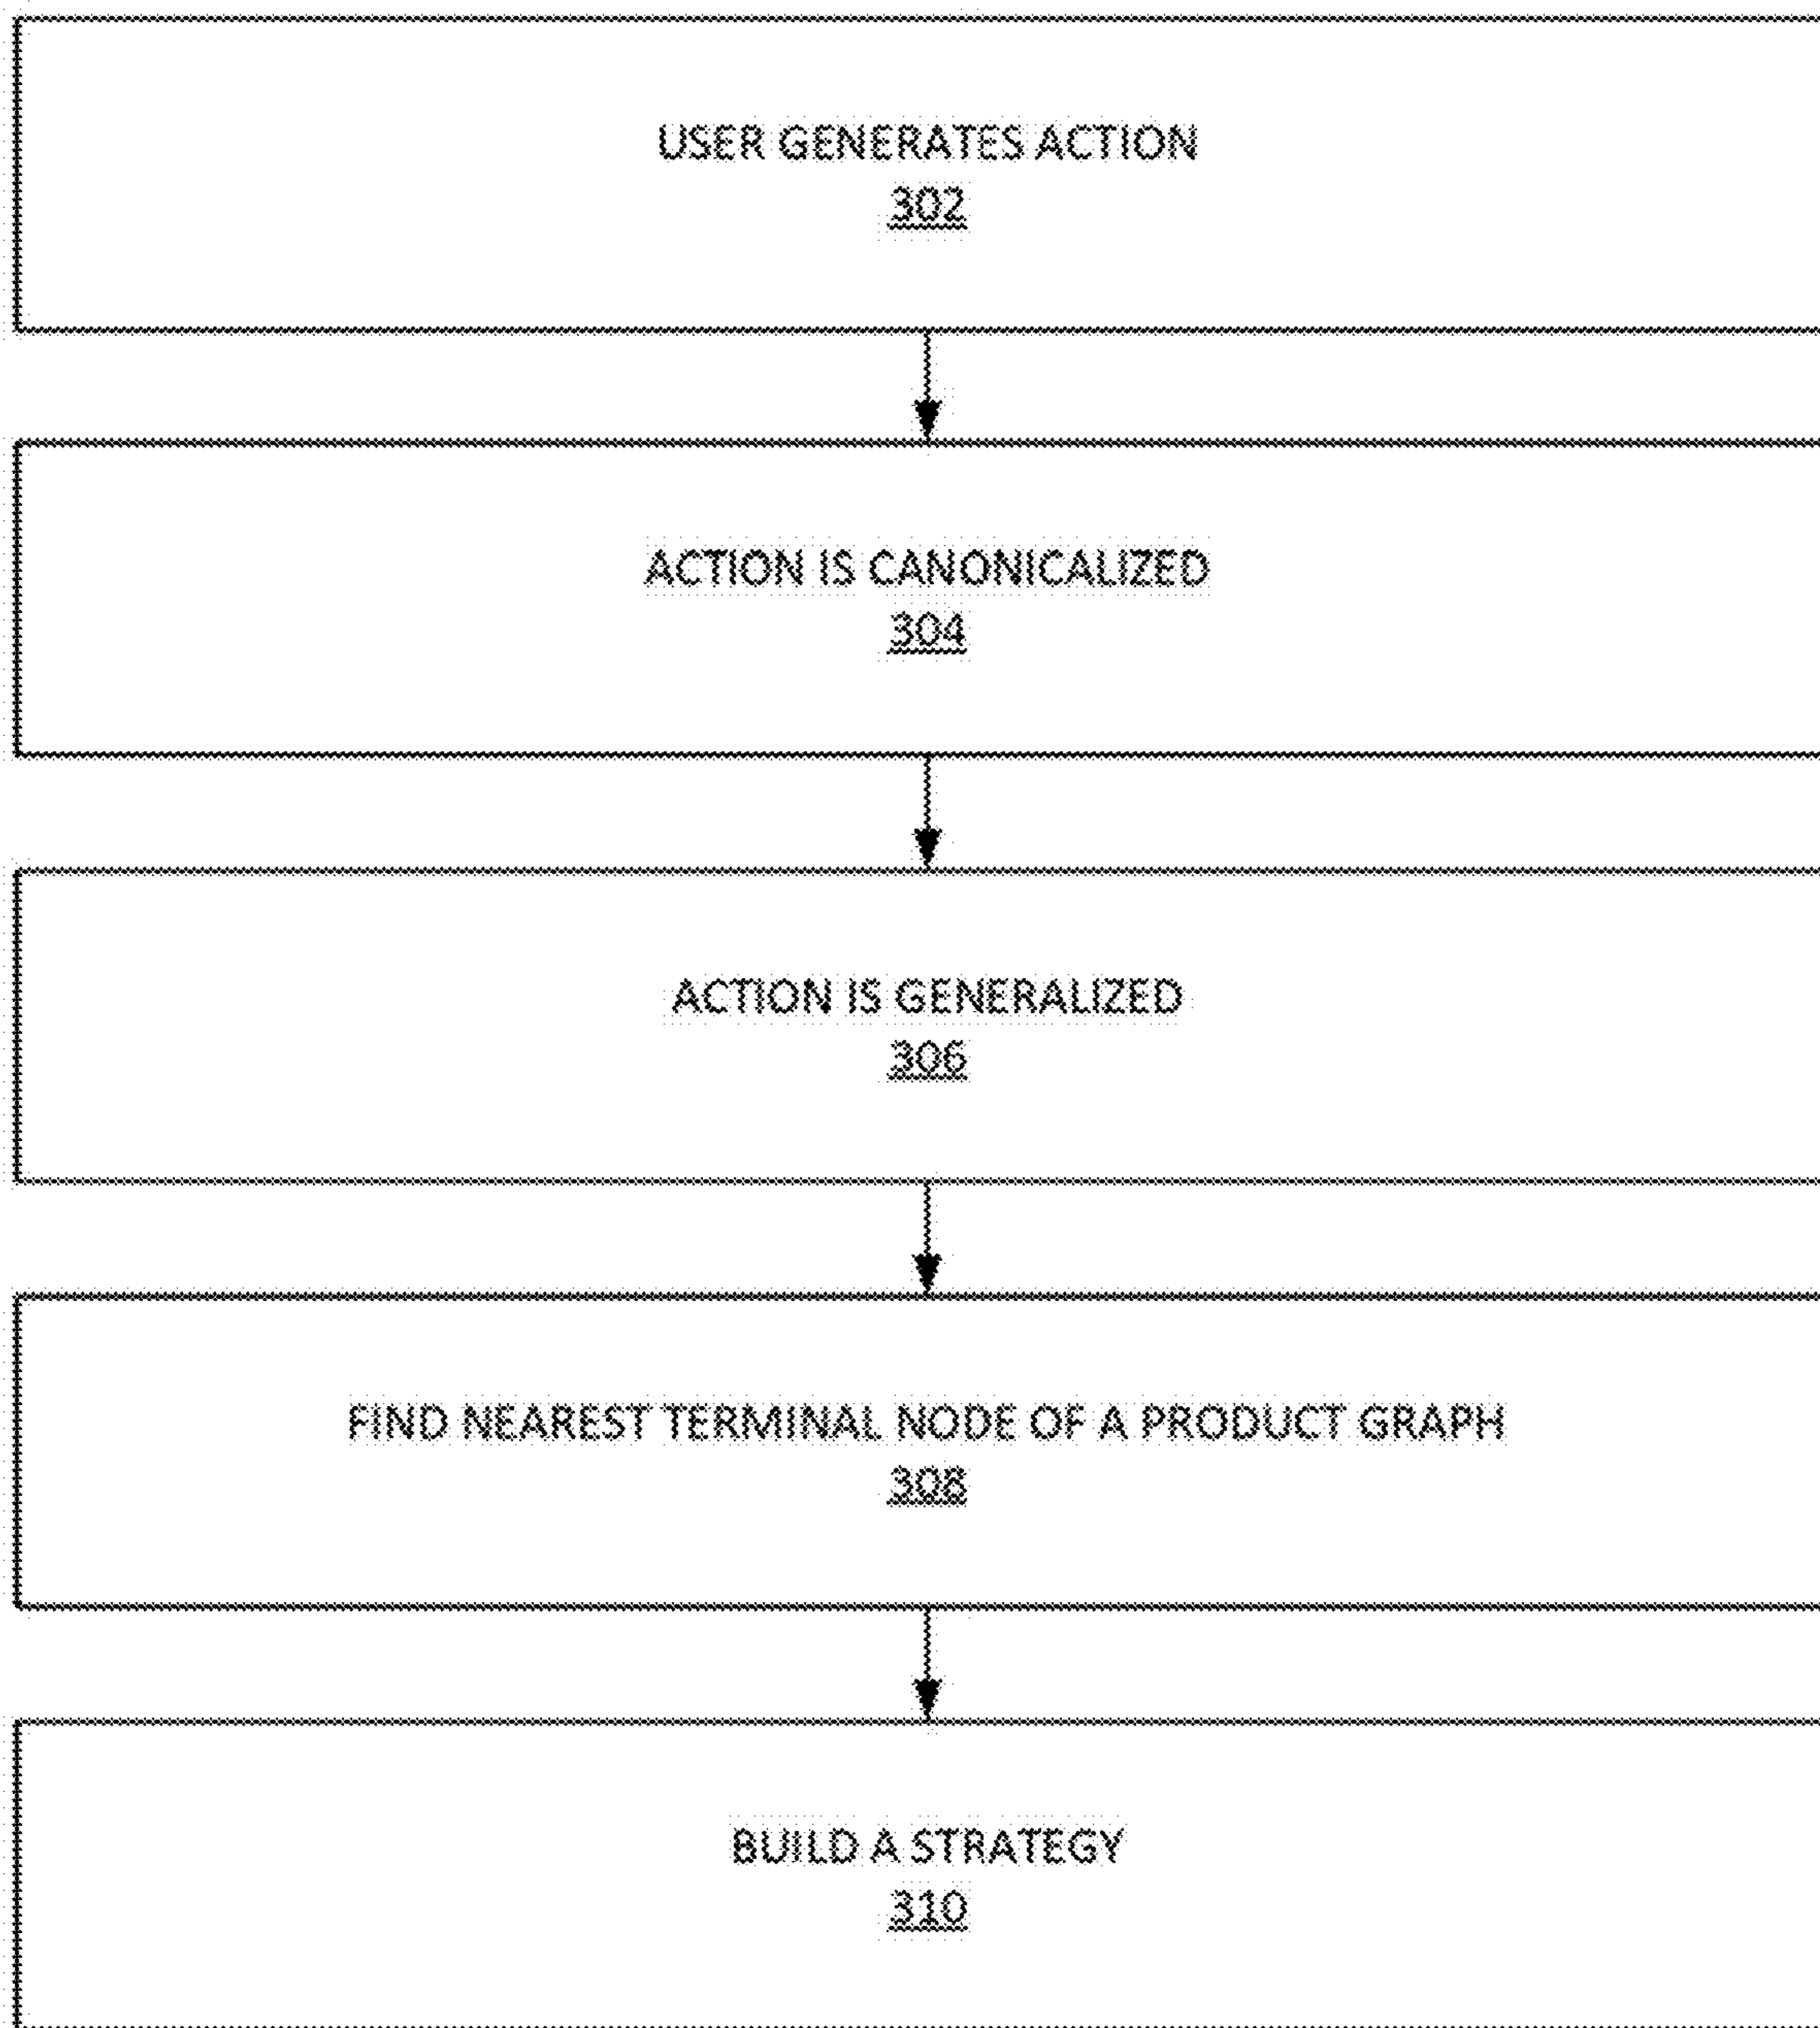 USER GENERATES ACTION
302
ACTION IS CANONICALIZED
304
ACTION IS GENERALIZED
306
FIND NEAREST TERMINAL NODE OF A PRODUCT GRAPH
308
BUILD A STRATEGY
310